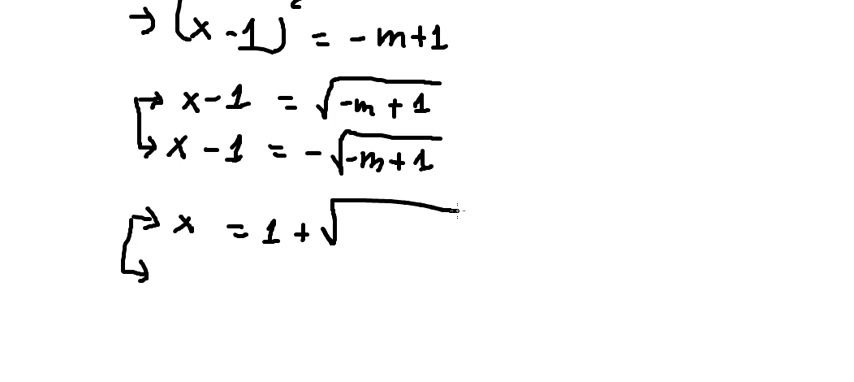 → (x - 1)² = - m + 1
→ x - 1 = √(-m + 1)
→ x - 1 = - √(-m + 1)
→ x = 1 + √
→